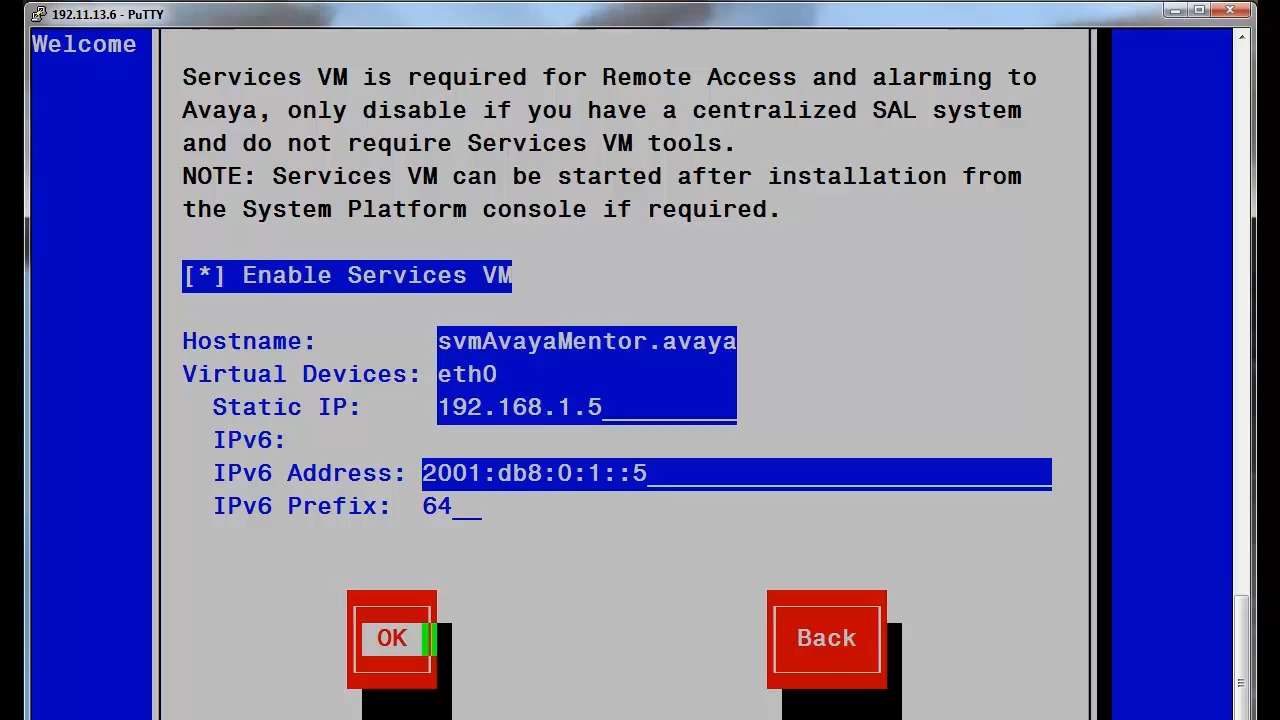 192.11.13.6 - PuTTY
Welcome
Services VM is required for Remote Access and alarming to
Avaya, only disable if you have a centralized SAL system
and do not require Services VM tools.
NOTE: Services VM can be started after installation from
the System Platform console if required.
[*] Enable Services VM
Hostname: svmAvayaMentor.avaya
Virtual Devices: eth0
Static IP: 192.168.1.5
IPv6:
IPv6 Address: 2001:db8:0:1::5
IPv6 Prefix: 64
OK Back